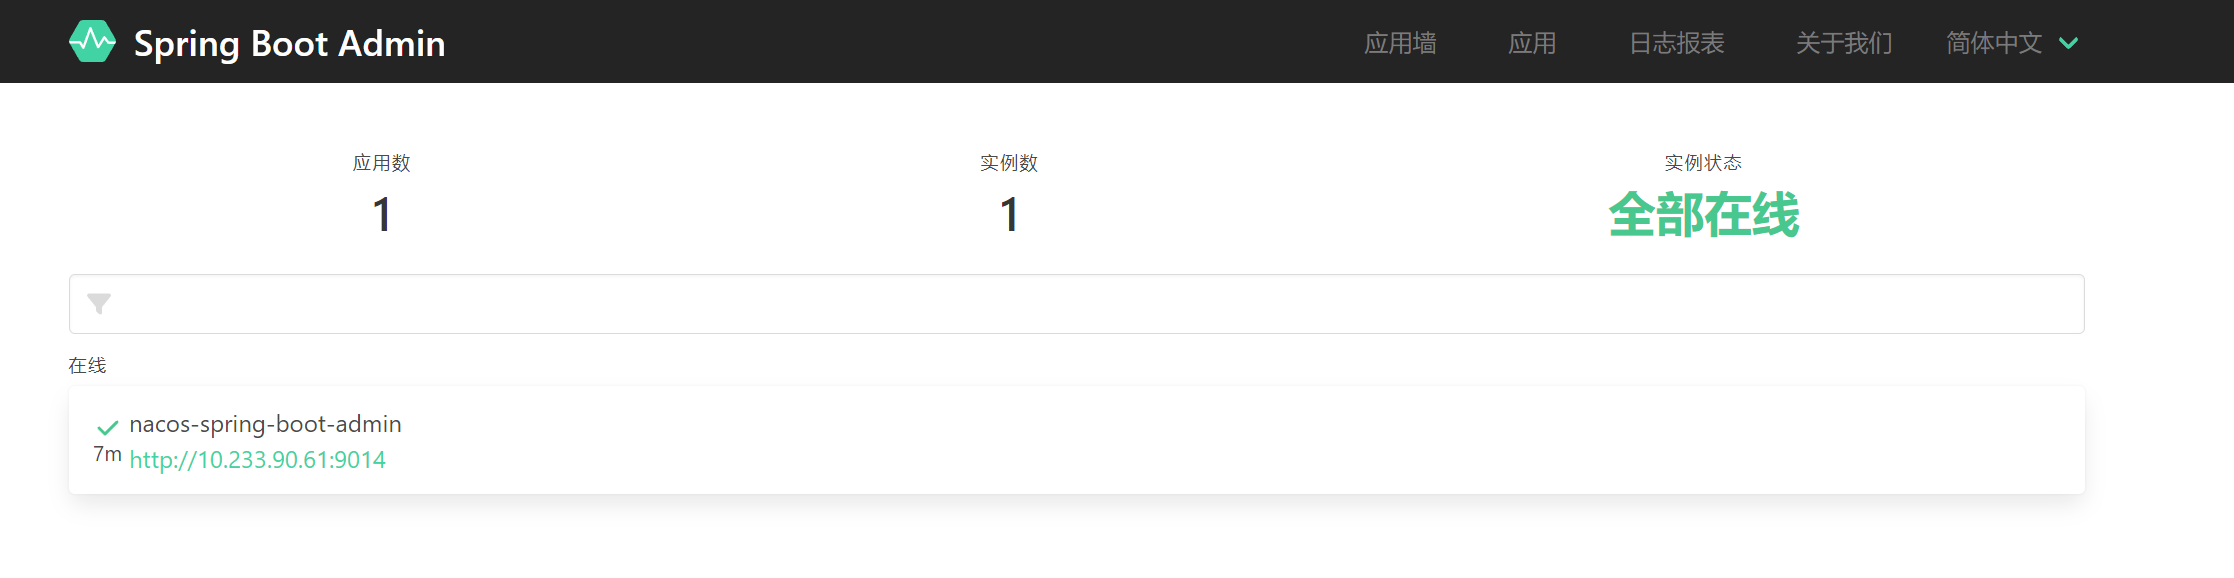 Spring Boot Admin 应用墙 应用 日志报表 关于我们 简体中文
应用数 实例数 实例状态
1 1 全部在线
在线
nacos-spring-boot-admin
7m http://10.233.90.61:9014